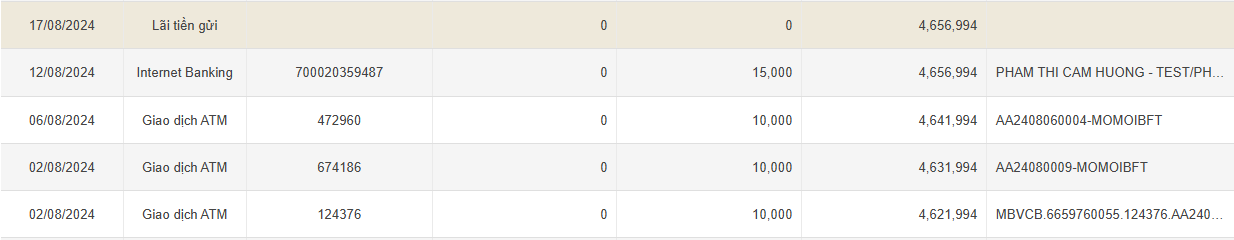 17/08/2024 Lãi tiền gửi 0 0 4,656,994
12/08/2024 Internet Banking 700020359487 0 15,000 4,656,994 PHAM THI CAM HUONG - TEST/PH...
06/08/2024 Giao dịch ATM 472960 0 10,000 4,641,994 AA2408060004-MOMOIBFT
02/08/2024 Giao dịch ATM 674186 0 10,000 4,631,994 AA24080009-MOMOIBFT
02/08/2024 Giao dịch ATM 124376 0 10,000 4,621,994 MBVCB.6659760055.124376.AA240...